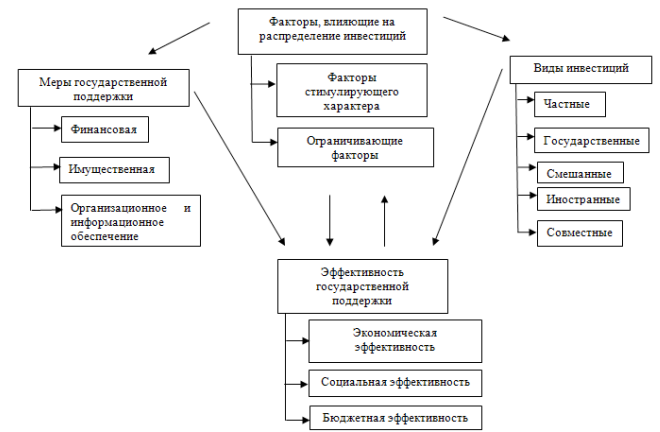 Факторы, влияющие на
распределение инвестиций
Факторы
стимулирующего
характера
Ограничивающие
факторы
Меры государственной
поддержки
Финансовая
Имущественная
Организационное и
информационное
обеспечение
Виды инвестиций
Частные
Государственные
Смешанные
Иностранные
Совместные
Эффективность
государственной
поддержки
Экономическая
эффективность
Социальная эффективность
Бюджетная эффективность